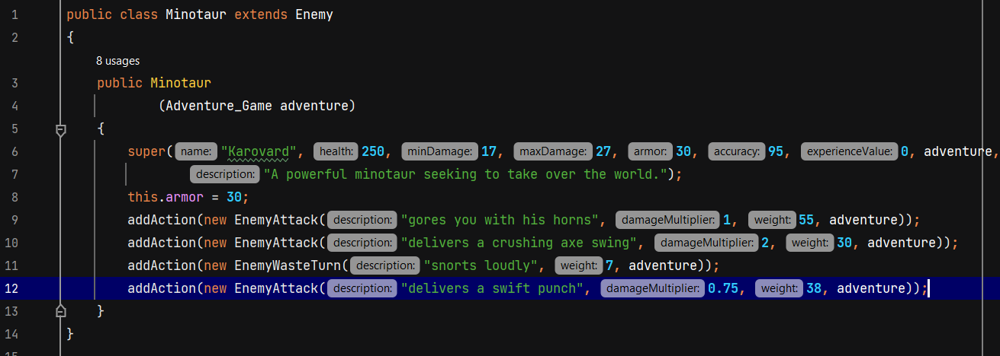 1 public class Minotaur extends Enemy
2 {
8 usages
3 public Minotaur
4 (Adventure_Game adventure)
5 {
6 super( name: "Karovard", health: 250, minDamage: 17, maxDamage: 27, armor: 30, accuracy: 95, experienceValue: 0, adventure,
7 description: "A powerful minotaur seeking to take over the world.");
8 this.armor = 30;
9 addAction(new EnemyAttack( description: "gores you with his horns", damageMultiplier: 1, weight: 55, adventure));
10 addAction(new EnemyAttack( description: "delivers a crushing axe swing", damageMultiplier: 2, weight: 30, adventure));
11 addAction(new EnemyWasteTurn( description: "snorts loudly", weight: 7, adventure));
12 addAction(new EnemyAttack( description: "delivers a swift punch", damageMultiplier: 0.75, weight: 38, adventure));
13 }
14 }